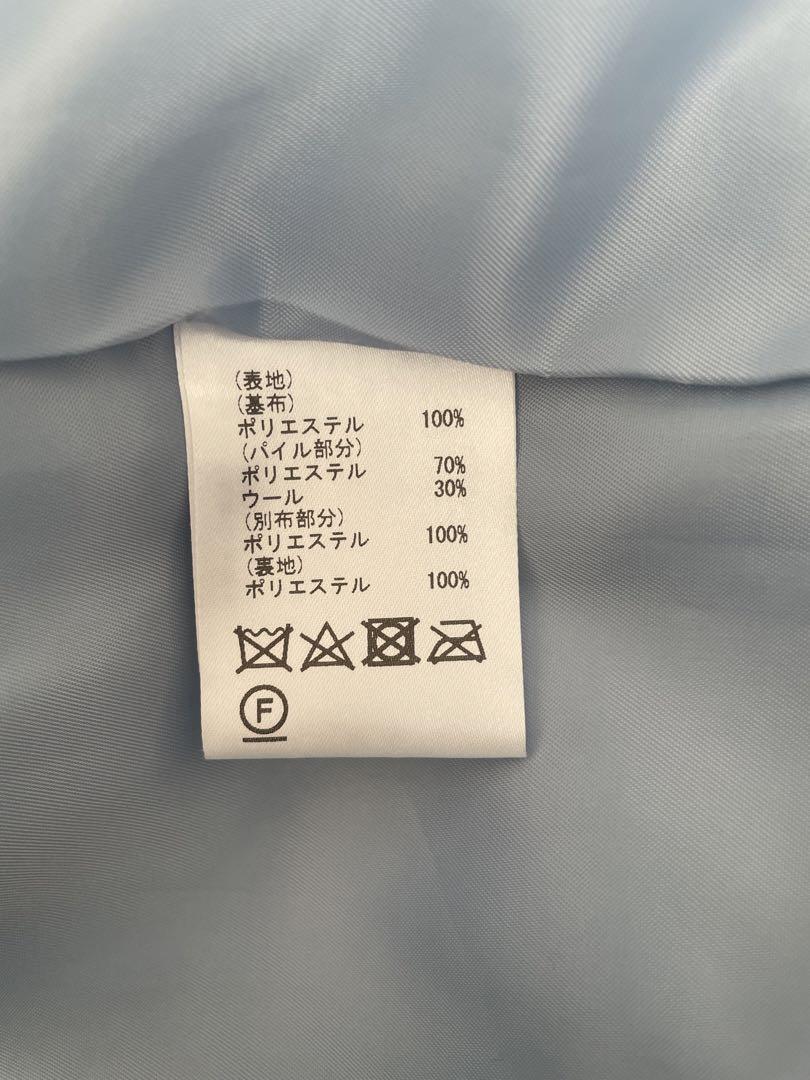 (表地)
(基布)
ポリエステル 100%
(パイル部分)
ポリエステル 70%
ウール 30%
(別布部分)
ポリエステル 100%
(裏地)
ポリエステル 100%
F